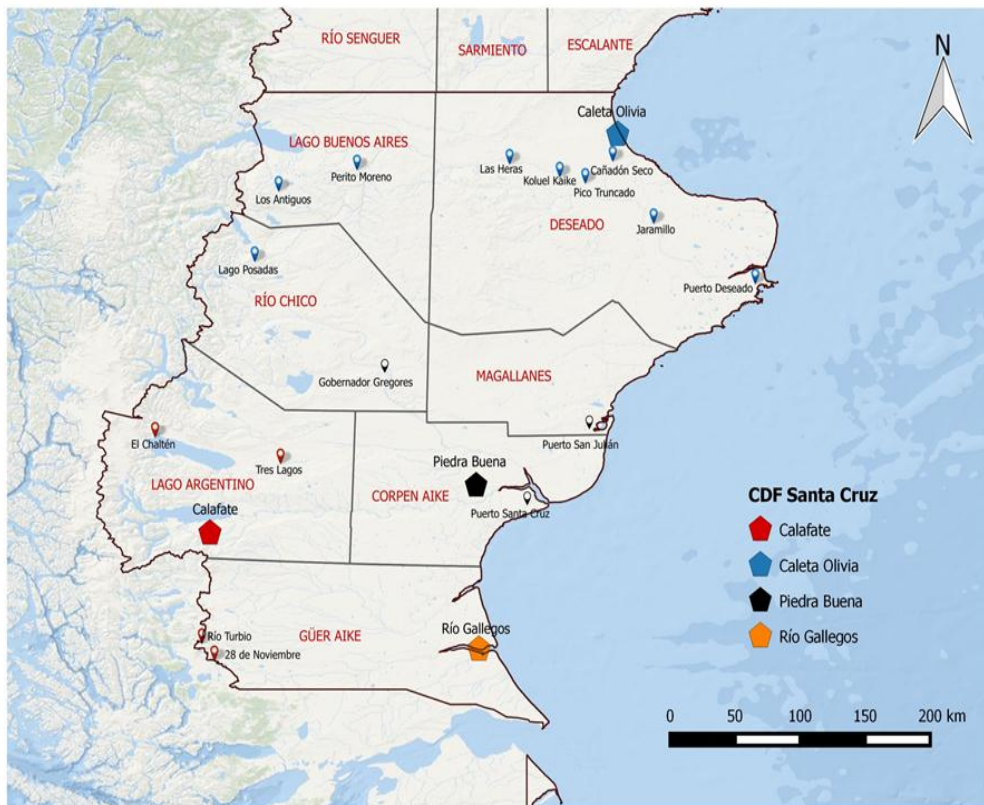 RÍO SENGUER
SARMIENTO
ESCALANTE
N
Caleta Olivia
LAGO BUENOS AIRES
Perito Moreno
Las Heras
Cañadón Seco
Koluel Kaike
Pico Truncado
Los Antiguos
DESEADO
Jaramillo
Lago Posadas
Puerto Deseado
RÍO CHICO
Gobernador Gregores
MAGALLANES
El Chaltén
Puerto San Julián
Tres Lagos
Piedra Buena
LAGO ARGENTINO
CORPEN AIKE
Calafate
Puerto Santa Cruz
CDF Santa Cruz
Calafate
Caleta Olivia
Piedra Buena
Río Gallegos
Río Turbio
28 de Noviembre
GÜER AIKE
Río Gallegos
0 50 100 150 200 km